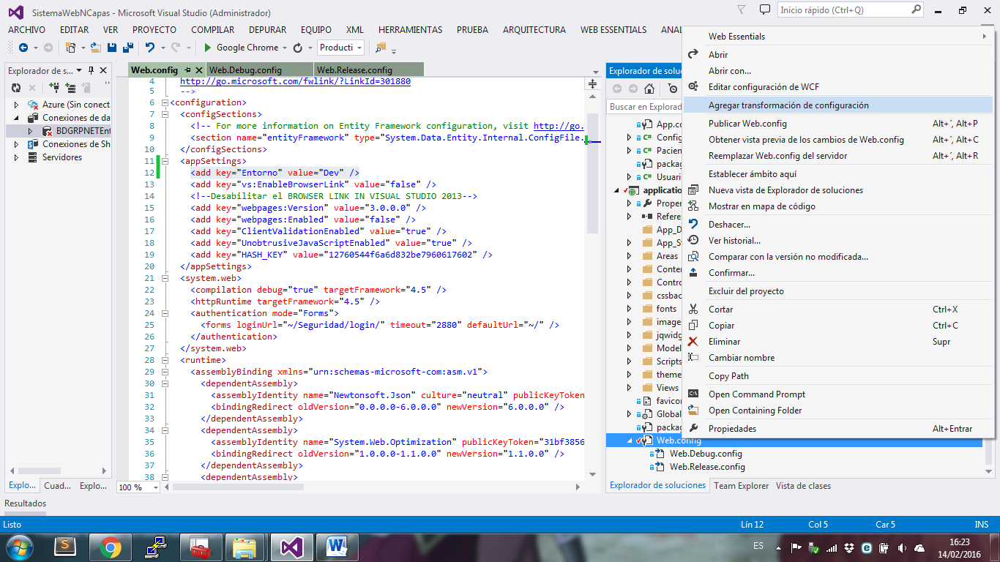 SistemaWebNCapas - Microsoft Visual Studio (Administrador)
Inicio rápido (Ctrl+Q)
ARCHIVO EDITAR VER PROYECTO COMPILAR DEPURAR EQUIPO XML HERRAMIENTAS PRUEBA ARQUITECTURA WEB ESSENTIALS ANAL
Google Chrome Producti
Explorador de s...
Azure (Sin conect
Conexiones de da
BDGRPNETEnt
Conexiones de Sh
Servidores
Explo... Cuad... Explo...
Web.config Web.Debug.config Web.Release.config
4 http://go.microsoft.com/fwlink/?LinkId=301880
5 -->
6 <configuration>
7 <configSections>
8 <!-- For more information on Entity Framework configuration, visit http://go.
9 <section name="entityFramework" type="System.Data.Entity.Internal.ConfigFile.
10 </configSections>
11 <appSettings>
12 <add key="Entorno" value="Dev" />
13 <add key="vs:EnableBrowserLink" value="false" />
14 <!--Desabilitar el BROWSER LINK IN VISUAL STUDIO 2013-->
15 <add key="webpages:Version" value="3.0.0.0" />
16 <add key="webpages:Enabled" value="false" />
17 <add key="ClientValidationEnabled" value="true" />
18 <add key="UnobtrusiveJavaScriptEnabled" value="true" />
19 <add key="HASH_KEY" value="12760544f6a6d832be7960617602" />
20 </appSettings>
21 <system.web>
22 <compilation debug="true" targetFramework="4.5" />
23 <httpRuntime targetFramework="4.5" />
24 <authentication mode="Forms">
25 <forms loginUrl="~/Seguridad/login/" timeout="2880" defaultUrl="~/" />
26 </authentication>
27 </system.web>
28 <runtime>
29 <assemblyBinding xmlns="urn:schemas-microsoft-com:asm.v1">
30 <dependentAssembly>
31 <assemblyIdentity name="Newtonsoft.Json" culture="neutral" publicKeyToken
32 <bindingRedirect oldVersion="0.0.0.0-6.0.0.0" newVersion="6.0.0.0" />
33 </dependentAssembly>
34 <dependentAssembly>
35 <assemblyIdentity name="System.Web.Optimization" publicKeyToken="31bf3856
36 <bindingRedirect oldVersion="1.0.0.0-1.1.0.0" newVersion="1.1.0.0" />
37 </dependentAssembly>
38 <dependentAssembly>
100 %
Explorador de solu
Buscar en Explorad
App.co
Config
Pacien
packag
Usuari
application
Proper
Refere
App_D
App_St
Areas
Conten
Contro
cssbac
fonts
images
jqwidg
Model
Scripts
theme
Views
favicon
Global
packag
Web.config
Web.Debug.config
Web.Release.config
Explorador de soluciones Team Explorer Vista de clases
Web Essentials
Abrir
Abrir con...
Editar configuración de WCF
Agregar transformación de configuración
Publicar Web.config Alt+´, Alt+P
Obtener vista previa de los cambios de Web.config Alt+´, Alt+C
Reemplazar Web.config del servidor Alt+´, Alt+R
Establecer ámbito aquí
Nueva vista de Explorador de soluciones
Mostrar en mapa de código
Deshacer...
Ver historial...
Comparar con la versión no modificada...
Confirmar...
Excluir del proyecto
Cortar Ctrl+X
Copiar Ctrl+C
Eliminar Supr
Cambiar nombre
Copy Path
Open Command Prompt
Open Containing Folder
Propiedades Alt+Entrar
Resultados
Listo Lín 12 Col 5 Car 5 INS
ES 16:23
14/02/2016